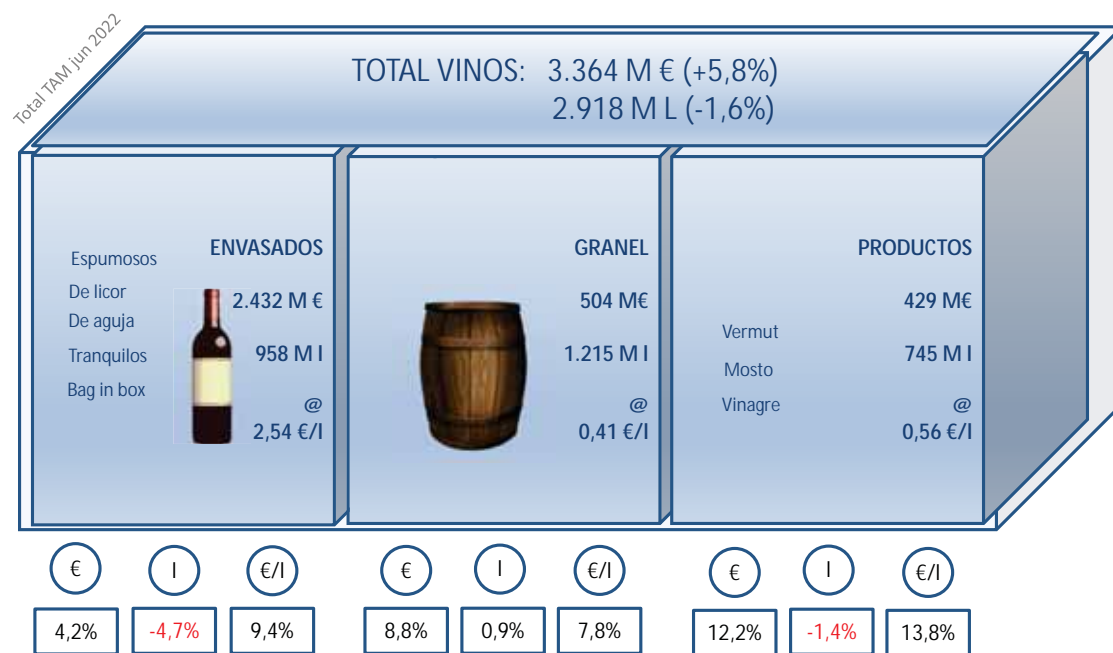 Total TAM jun 2022
TOTAL VINOS: 3.364 M € (+5,8%)
2.918 M L (-1,6%)
ENVASADOS
Espumosos
De licor
De aguja
Tranquilos
Bag in box
2.432 M €
958 M l
@
2,54 €/l
GRANEL
504 M€
1.215 M l
@
0,41 €/l
PRODUCTOS
Vermut
Mosto
Vinagre
429 M€
745 M l
@
0,56 €/l
€ l €/l € l €/l € l €/l
4,2% -4,7% 9,4% 8,8% 0,9% 7,8% 12,2% -1,4% 13,8%